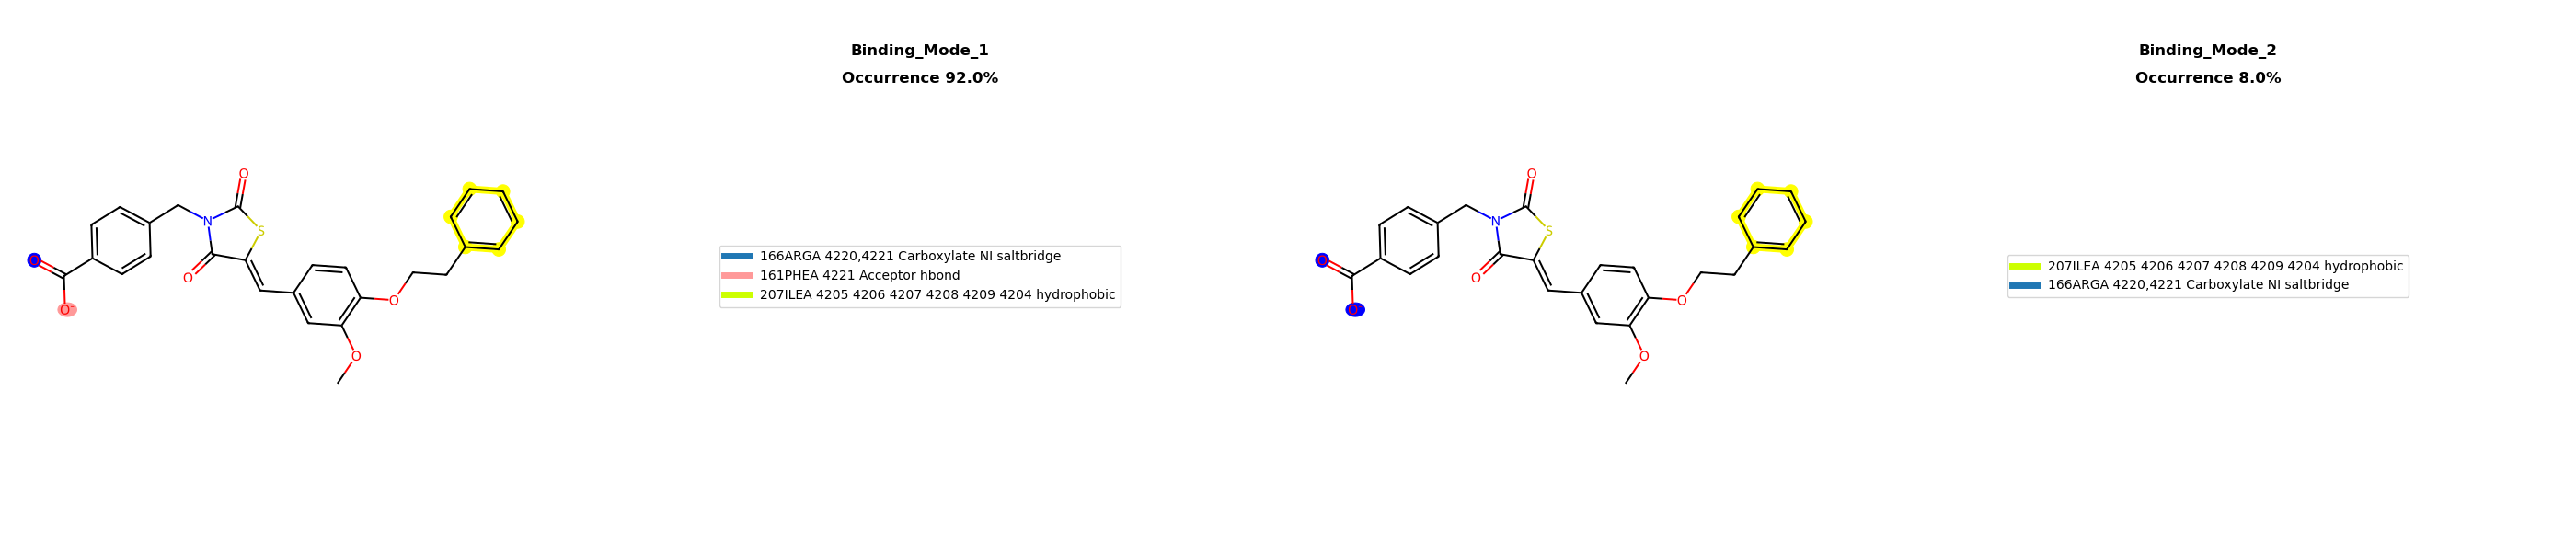 Binding_Mode_1
Occurrence 92.0%
O
N
S
O
O
O
O-
O
166ARGA 4220,4221 Carboxylate NI saltbridge
161PHEA 4221 Acceptor hbond
207ILEA 4205 4206 4207 4208 4209 4204 hydrophobic
Binding_Mode_2
Occurrence 8.0%
O
N
S
O
O
O
O
O
207ILEA 4205 4206 4207 4208 4209 4204 hydrophobic
166ARGA 4220,4221 Carboxylate NI saltbridge